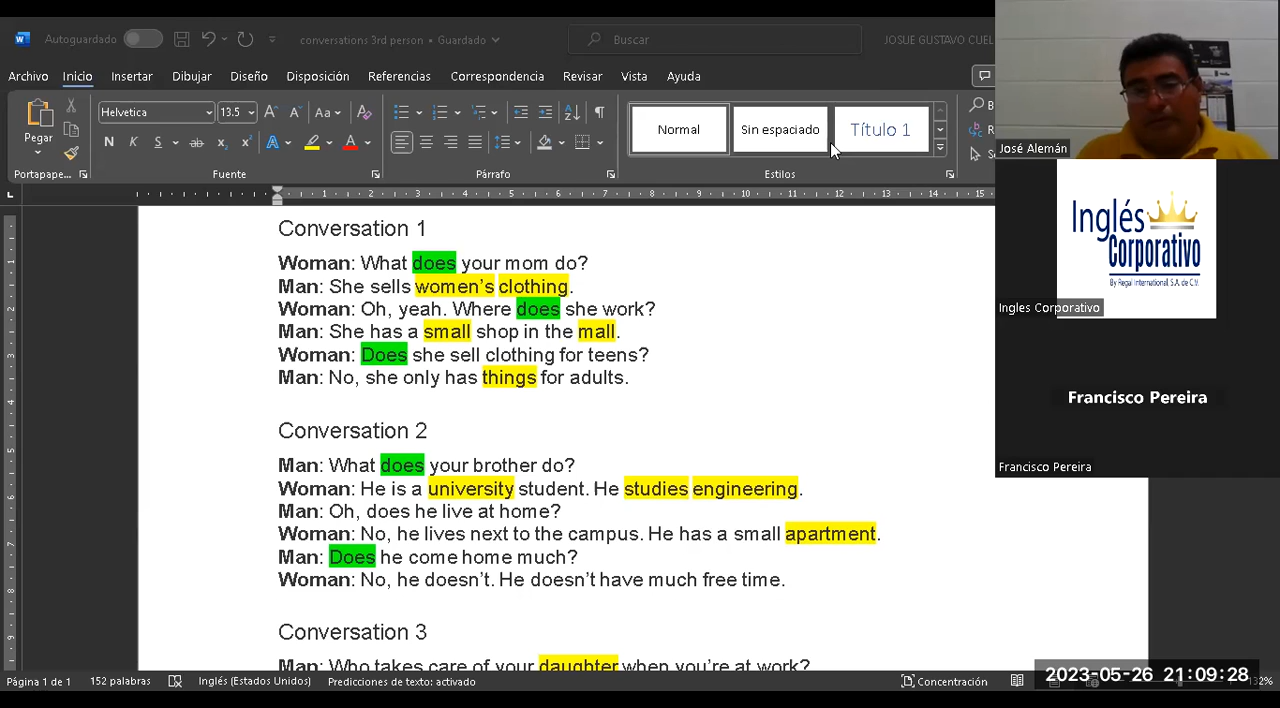 Autoguardado
conversations 3rd person • Guardado
Buscar
JOSUE GUSTAVO CUEL
Archivo Inicio Insertar Dibujar Diseño Disposición Referencias Correspondencia Revisar Vista Ayuda
Pegar
Helvetica 13.5
Normal Sin espaciado Título 1
Portapape... Fuente Párrafo Estilos
José Alemán
Inglés
Corporativo
By Regal International, S.A. de C.V.
Ingles Corporativo
Francisco Pereira
Francisco Pereira
Conversation 1
Woman: What does your mom do?
Man: She sells women's clothing.
Woman: Oh, yeah. Where does she work?
Man: She has a small shop in the mall.
Woman: Does she sell clothing for teens?
Man: No, she only has things for adults.
Conversation 2
Man: What does your brother do?
Woman: He is a university student. He studies engineering.
Man: Oh, does he live at home?
Woman: No, he lives next to the campus. He has a small apartment.
Man: Does he come home much?
Woman: No, he doesn't. He doesn't have much free time.
Conversation 3
Man: Who takes care of your daughter when you're at work?
Página 1 de 1 152 palabras Inglés (Estados Unidos) Predicciones de texto: activado Concentración 132%
2023-05-26 21:09:28